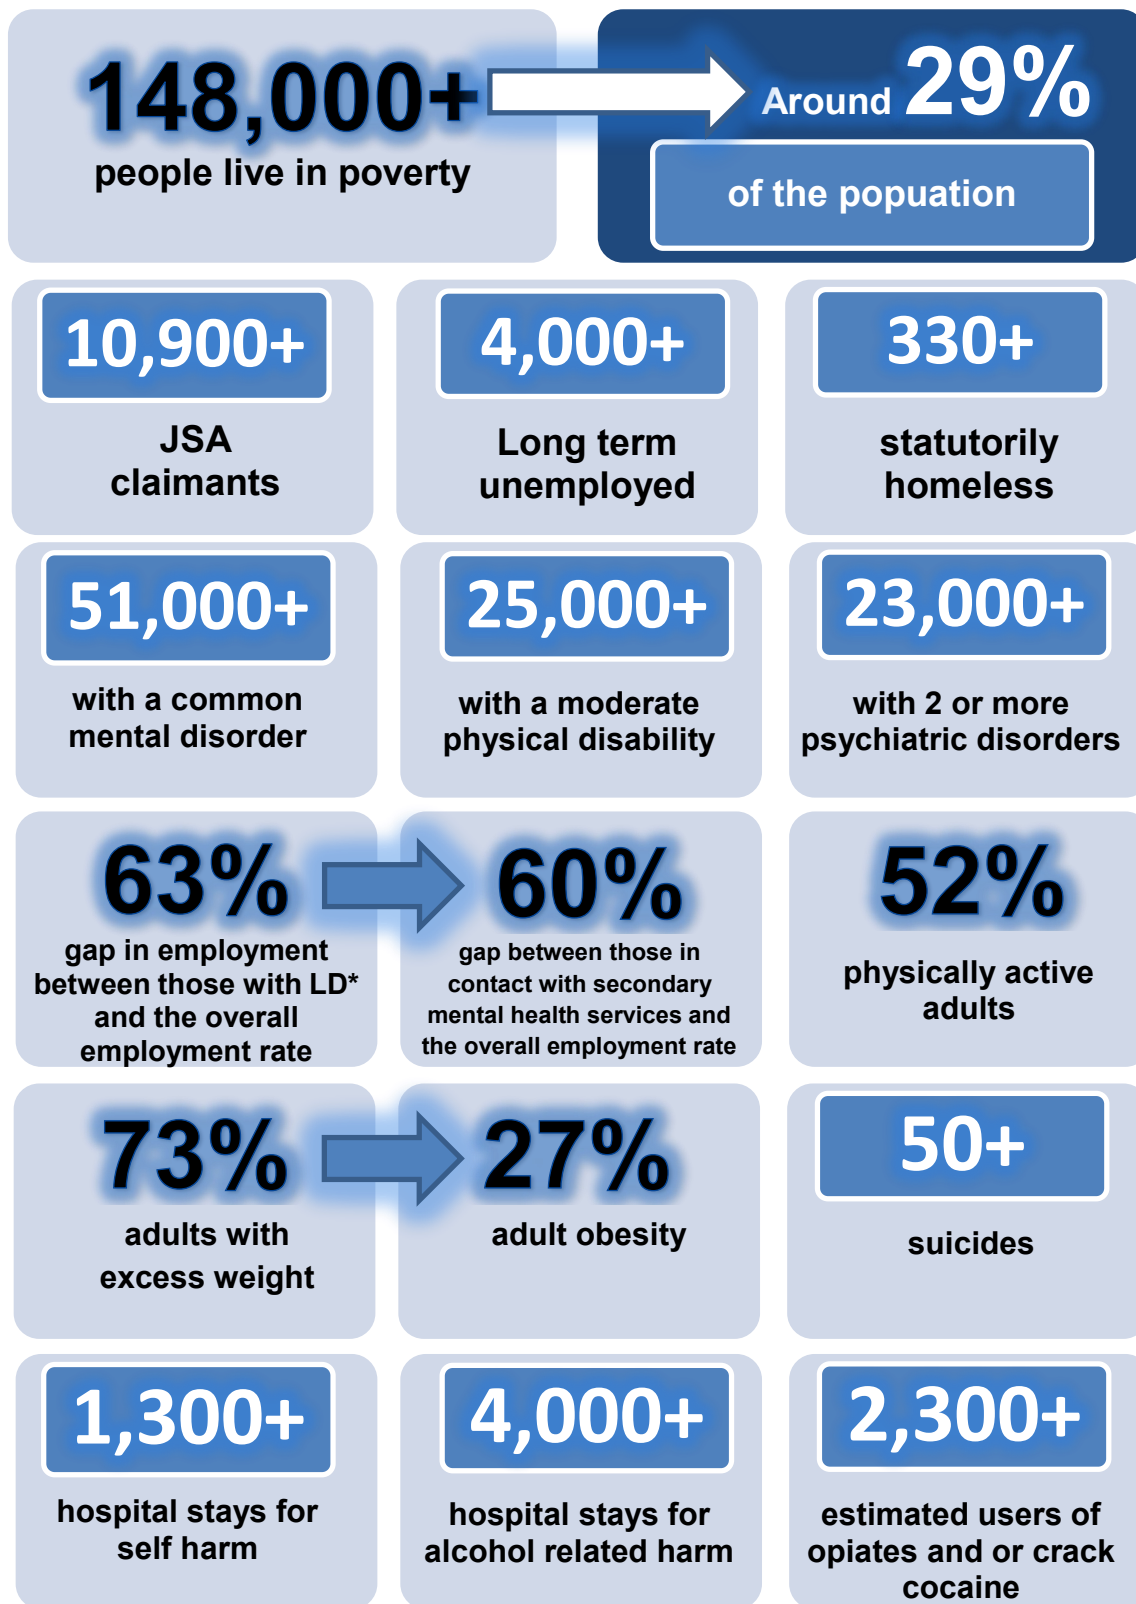 148,000+
people live in poverty
Around 29%
of the popuation
10,900+
JSA
claimants
4,000+
Long term
unemployed
330+
statutorily
homeless
51,000+
with a common
mental disorder
25,000+
with a moderate
physical disability
23,000+
with 2 or more
psychiatric disorders
63%
gap in employment
between those with LD*
and the overall
employment rate
60%
gap between those in
contact with secondary
mental health services and
the overall employment rate
52%
physically active
adults
73%
adults with
excess weight
27%
adult obesity
50+
suicides
1,300+
hospital stays for
self harm
4,000+
hospital stays for
alcohol related harm
2,300+
estimated users of
opiates and or crack
cocaine